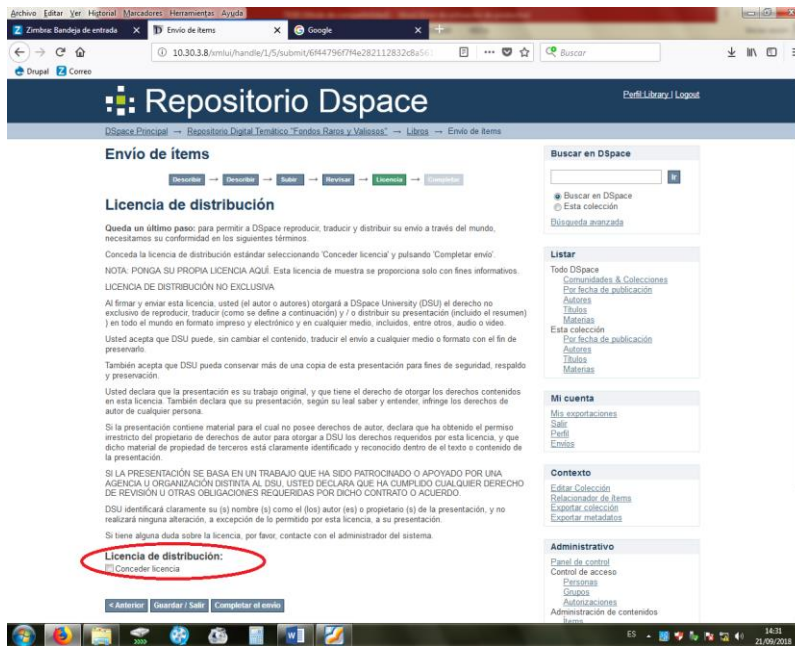 Archivo Editar Ver Historial Marcadores Herramientas Ayuda
Zimbra: Bandeja de entrada
Envío de ítems
Google
10.30.3.8/xmlui/handle/1/5/submit/6f44796f7f4e282112832c8a56
Buscar
Drupal Correo
Repositorio Dspace
Perfil:Library | Logout
DSpace Principal → Repositorio Digital Temático "Fondos Raros y Valiosos" → Libros → Envío de ítems
Envío de ítems
Describir → Describir → Subir → Revisar → Licencia → Completar
Licencia de distribución
Queda un último paso: para permitir a DSpace reproducir, traducir y distribuir su envío a través del mundo,
necesitamos su conformidad en los siguientes términos.
Conceda la licencia de distribución estándar seleccionando 'Conceder licencia' y pulsando 'Completar envío'.
NOTA: PONGA SU PROPIA LICENCIA AQUÍ. Esta licencia de muestra se proporciona solo con fines informativos.
LICENCIA DE DISTRIBUCIÓN NO EXCLUSIVA
Al firmar y enviar esta licencia, usted (el autor o autores) otorgará a DSpace University (DSU) el derecho no
exclusivo de reproducir, traducir (como se define a continuación) y / o distribuir su presentación (incluido el resumen)
) en todo el mundo en formato impreso y electrónico y en cualquier medio, incluidos, entre otros, audio o video.
Usted acepta que DSU puede, sin cambiar el contenido, traducir el envío a cualquier medio o formato con el fin de
preservarlo.
También acepta que DSU pueda conservar más de una copia de esta presentación para fines de seguridad, respaldo
y preservación.
Usted declara que la presentación es su trabajo original, y que tiene el derecho de otorgar los derechos contenidos
en esta licencia. También declara que su presentación, según su leal saber y entender, infringe los derechos de
autor de cualquier persona.
Si la presentación contiene material para el cual no posee derechos de autor, declara que ha obtenido el permiso
irrestricto del propietario de derechos de autor para otorgar a DSU los derechos requeridos por esta licencia, y que
dicho material de propiedad de terceros está claramente identificado y reconocido dentro de el texto o contenido de
la presentación.
SI LA PRESENTACIÓN SE BASA EN UN TRABAJO QUE HA SIDO PATROCINADO O APOYADO POR UNA
AGENCIA U ORGANIZACIÓN DISTINTA AL DSU, USTED DECLARA QUE HA CUMPLIDO CUALQUIER DERECHO
DE REVISIÓN U OTRAS OBLIGACIONES REQUERIDAS POR DICHO CONTRATO O ACUERDO.
DSU identificará claramente su (s) nombre (s) como el (los) autor (es) o propietario (s) de la presentación, y no
realizará ninguna alteración, a excepción de lo permitido por esta licencia, a su presentación.
Si tiene alguna duda sobre la licencia, por favor, contacte con el administrador del sistema.
Licencia de distribución:
Conceder licencia
< Anterior Guardar / Salir Completar el envío
Buscar en DSpace
Ir
Buscar en DSpace
Esta colección
Búsqueda avanzada
Listar
Todo DSpace
Comunidades & Colecciones
Por fecha de publicación
Autores
Títulos
Materias
Esta colección
Por fecha de publicación
Autores
Títulos
Materias
Mi cuenta
Mis exportaciones
Salir
Perfil
Envíos
Contexto
Editar Colección
Relacionador de ítems
Exportar colección
Exportar metadatos
Administrativo
Panel de control
Control de acceso
Personas
Grupos
Autorizaciones
Administración de contenidos
Ítems
ES
14:31
21/09/2018